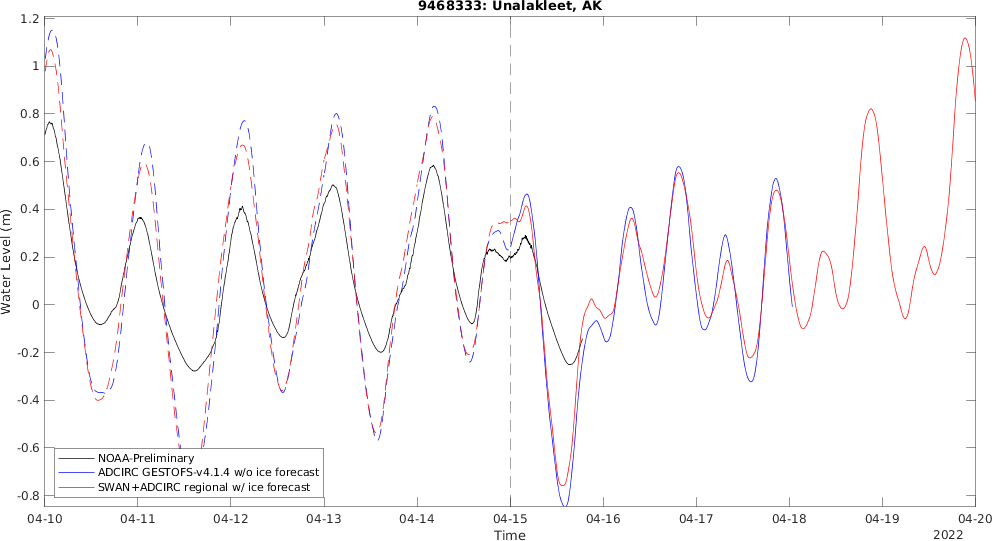 9468333: Unalakleet, AK
1.2
1
0.8
0.6
0.4
0.2
0
-0.2
-0.4
-0.6
-0.8
Water Level (m)
NOAA-Preliminary
ADCIRC GESTOFS-v4.1.4 w/o ice forecast
SWAN+ADCIRC regional w/ ice forecast
04-10 04-11 04-12 04-13 04-14 04-15 04-16 04-17 04-18 04-19 04-20
Time
2022